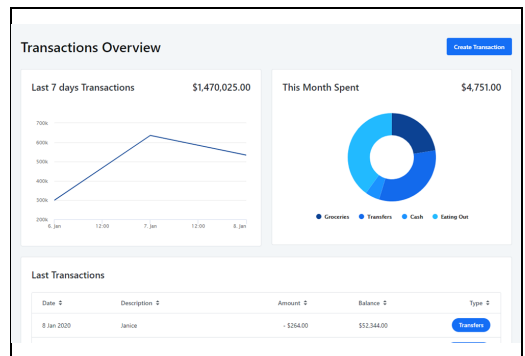 Transactions Overview
Create Transaction
Last 7 days Transactions $1,470,025.00
700k
600k
500k
400k
300k
200k
6. Jan 12:00 7. Jan 12:00 8. Jan
This Month Spent $4,751.00
Groceries Transfers Cash Eating Out
Last Transactions
Date Description Amount Balance Type
8 Jan 2020 Janice - $264.00 $52,344.00 Transfers